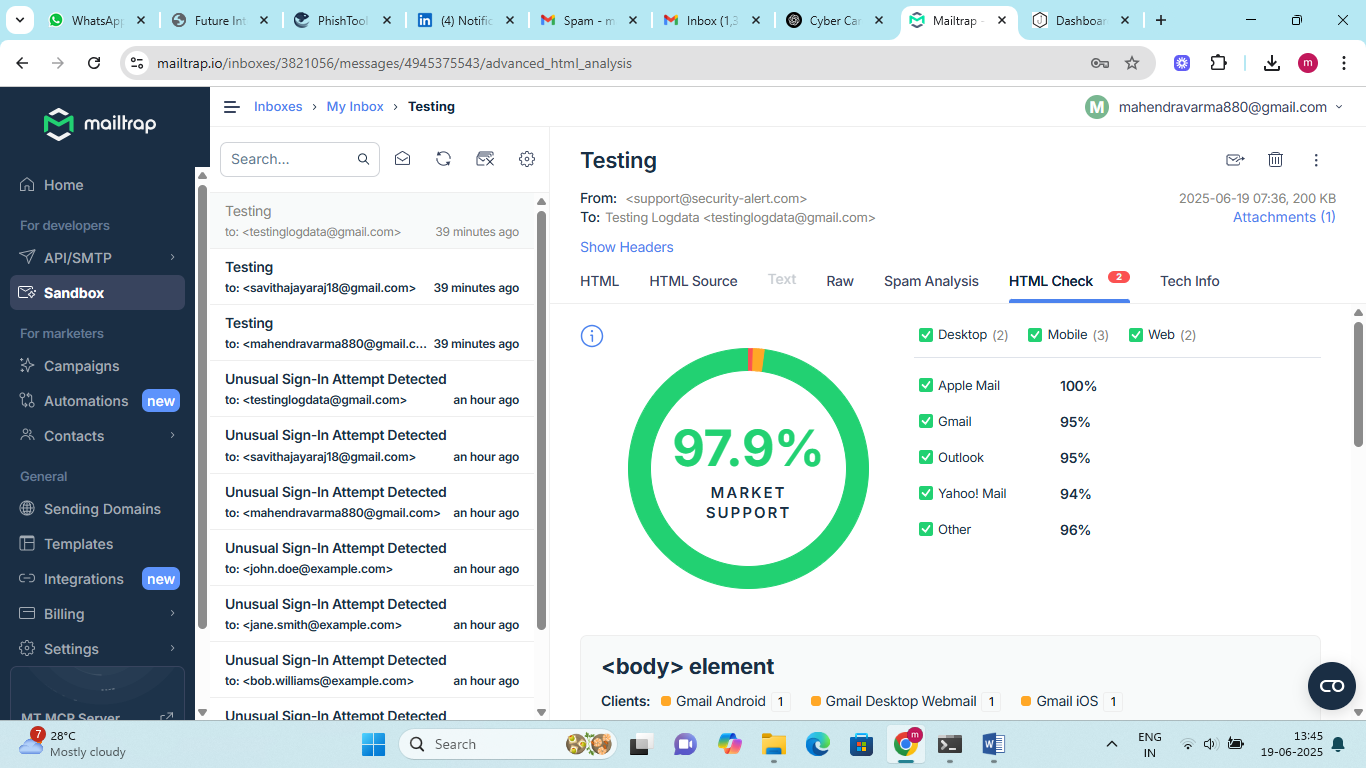 WhatsApp
Future Int
PhishTool
(4) Notific
Spam - m
Inbox (1,3
Cyber Car
Mailtrap -
Dashboar
mailtrap.io/inboxes/3821056/messages/4945375543/advanced_html_analysis
m
mailtrap
Home
For developers
API/SMTP
Sandbox
For marketers
Campaigns
Automations new
Contacts
General
Sending Domains
Templates
Integrations new
Billing
Settings
MT MCP Server
Inboxes › My Inbox › Testing
M mahendravarma880@gmail.com
Search...
Testing
to: <testinglogdata@gmail.com> 39 minutes ago
Testing
to: <savithajayaraj18@gmail.com> 39 minutes ago
Testing
to: <mahendravarma880@gmail.c... 39 minutes ago
Unusual Sign-In Attempt Detected
to: <testinglogdata@gmail.com> an hour ago
Unusual Sign-In Attempt Detected
to: <savithajayaraj18@gmail.com> an hour ago
Unusual Sign-In Attempt Detected
to: <mahendravarma880@gmail.com> an hour ago
Unusual Sign-In Attempt Detected
to: <john.doe@example.com> an hour ago
Unusual Sign-In Attempt Detected
to: <jane.smith@example.com> an hour ago
Unusual Sign-In Attempt Detected
to: <bob.williams@example.com> an hour ago
Unusual Sign-In Attempt Detected
Testing
From: <support@security-alert.com>
2025-06-19 07:36, 200 KB
To: Testing Logdata <testinglogdata@gmail.com>
Attachments (1)
Show Headers
HTML HTML Source Text Raw Spam Analysis HTML Check 2 Tech Info
97.9%
MARKET
SUPPORT
Desktop (2) Mobile (3) Web (2)
Apple Mail 100%
Gmail 95%
Outlook 95%
Yahoo! Mail 94%
Other 96%
<body> element
Clients: Gmail Android 1 Gmail Desktop Webmail 1 Gmail iOS 1
7
28°C
Mostly cloudy
Search
m
ENG
IN
13:45
19-06-2025